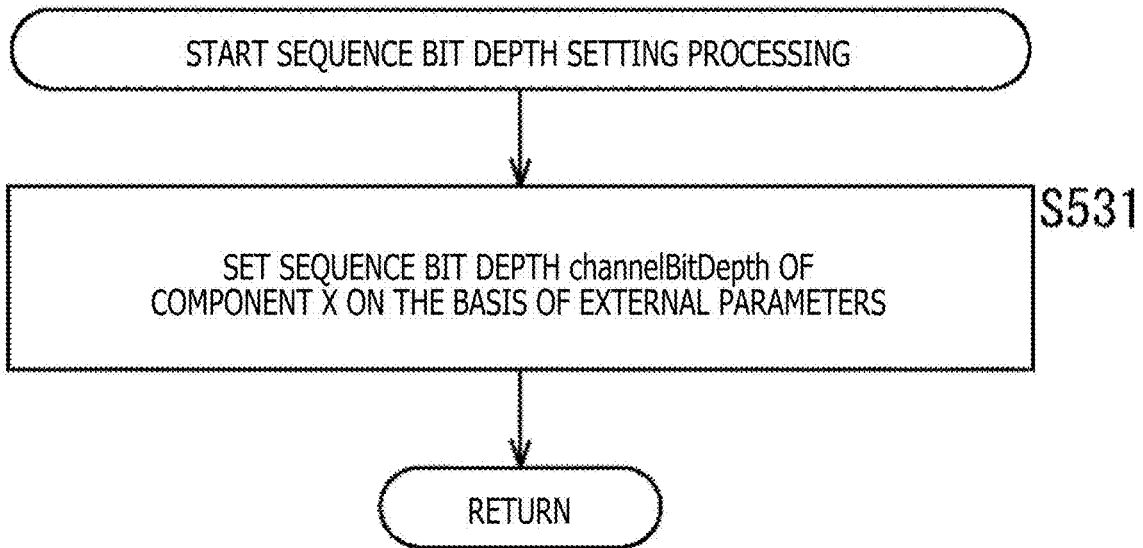 START SEQUENCE BIT DEPTH SETTING PROCESSING
S531
SET SEQUENCE BIT DEPTH channelBitDepth OF
COMPONENT X ON THE BASIS OF EXTERNAL PARAMETERS
RETURN